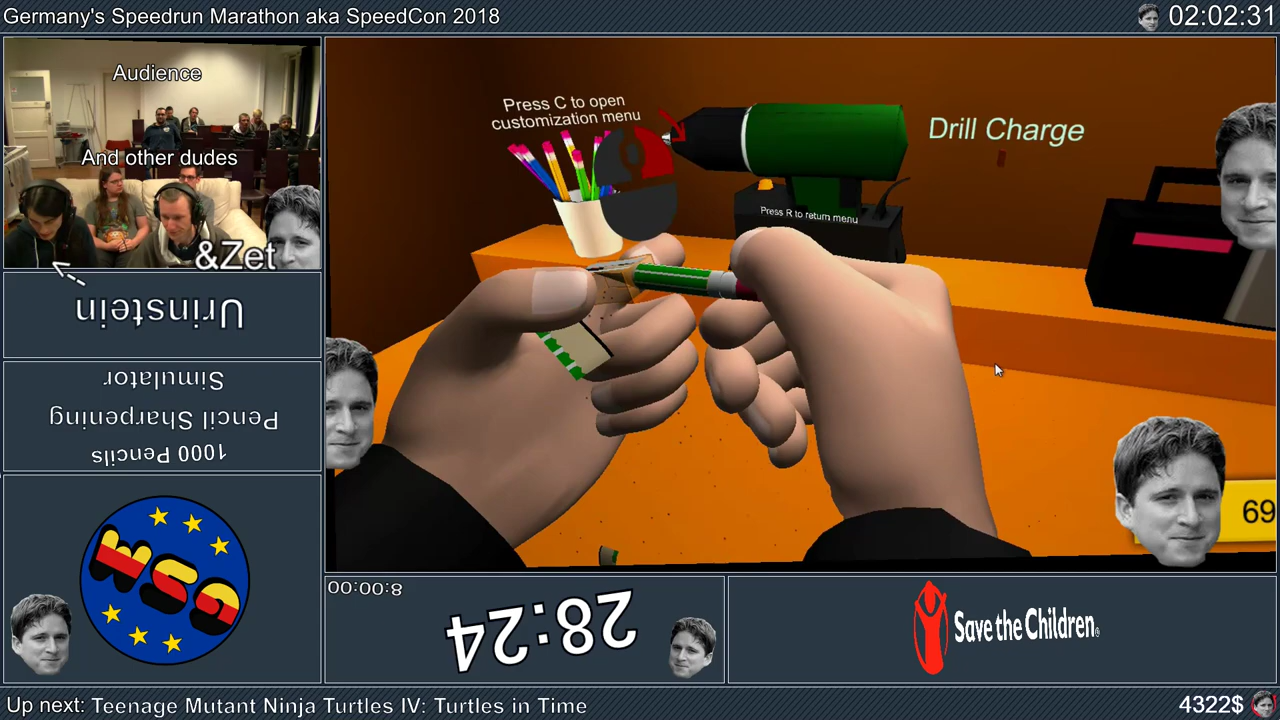 Germany's Speedrun Marathon aka SpeedCon 2018
02:02:31
Audience
And other dudes
&Zet
Urinstein
1000 Pencils
Pencil Sharpening
Simulator
GSM
Press C to open
customization menu
Drill Charge
Press R to return menu
69
8:00:00
28:24
Save the Children®
Up next: Teenage Mutant Ninja Turtles IV: Turtles in Time
4322$